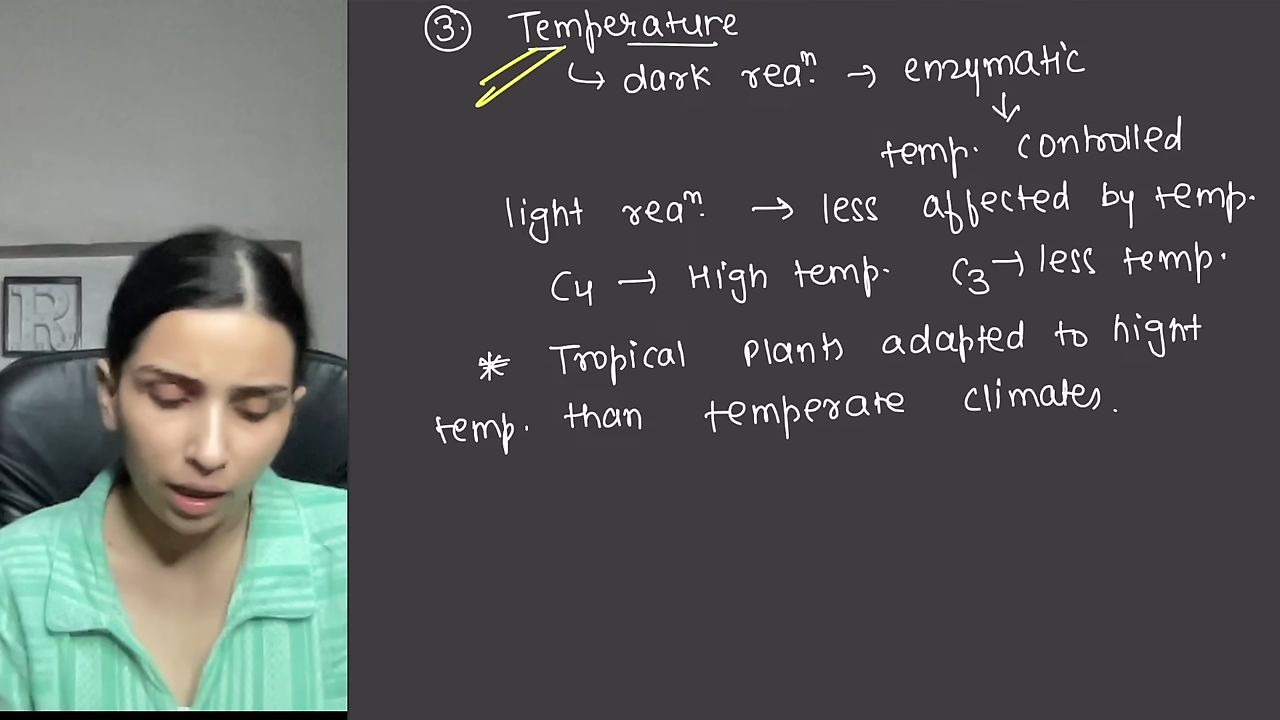 3. Temperature
↳ dark reaⁿ. → enzymatic
↓
temp. controlled
light reaⁿ. → less affected by temp.
C4 → High temp. C3 → less temp.
* Tropical Plants adapted to hight
temp. than temperate climates.
R